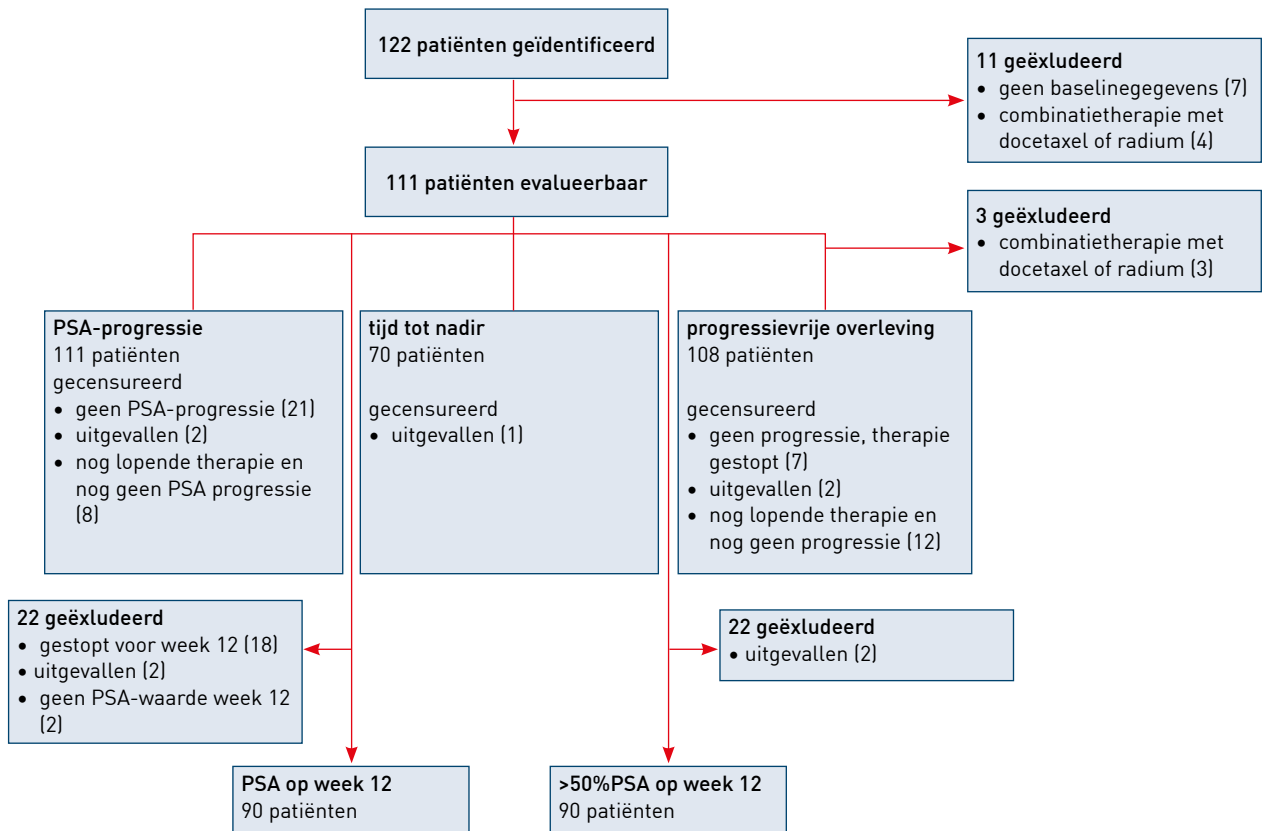 122 patiënten geïdentificeerd
11 geëxludeerd
• geen baselinegegevens (7)
• combinatietherapie met
docetaxel of radium (4)
111 patiënten evalueerbaar
3 geëxludeerd
• combinatietherapie met
docetaxel of radium (3)
PSA-progressie
111 patiënten
gecensureerd
• geen PSA-progressie (21)
• uitgevallen (2)
• nog lopende therapie en
nog geen PSA progressie
(8)
tijd tot nadir
70 patiënten
gecensureerd
• uitgevallen (1)
progressievrije overleving
108 patiënten
gecensureerd
• geen progressie, therapie
gestopt (7)
• uitgevallen (2)
• nog lopende therapie en
nog geen progressie (12)
22 geëxludeerd
• gestopt voor week 12 (18)
• uitgevallen (2)
• geen PSA-waarde week 12
(2)
22 geëxludeerd
• uitgevallen (2)
PSA op week 12
90 patiënten
>50%PSA op week 12
90 patiënten